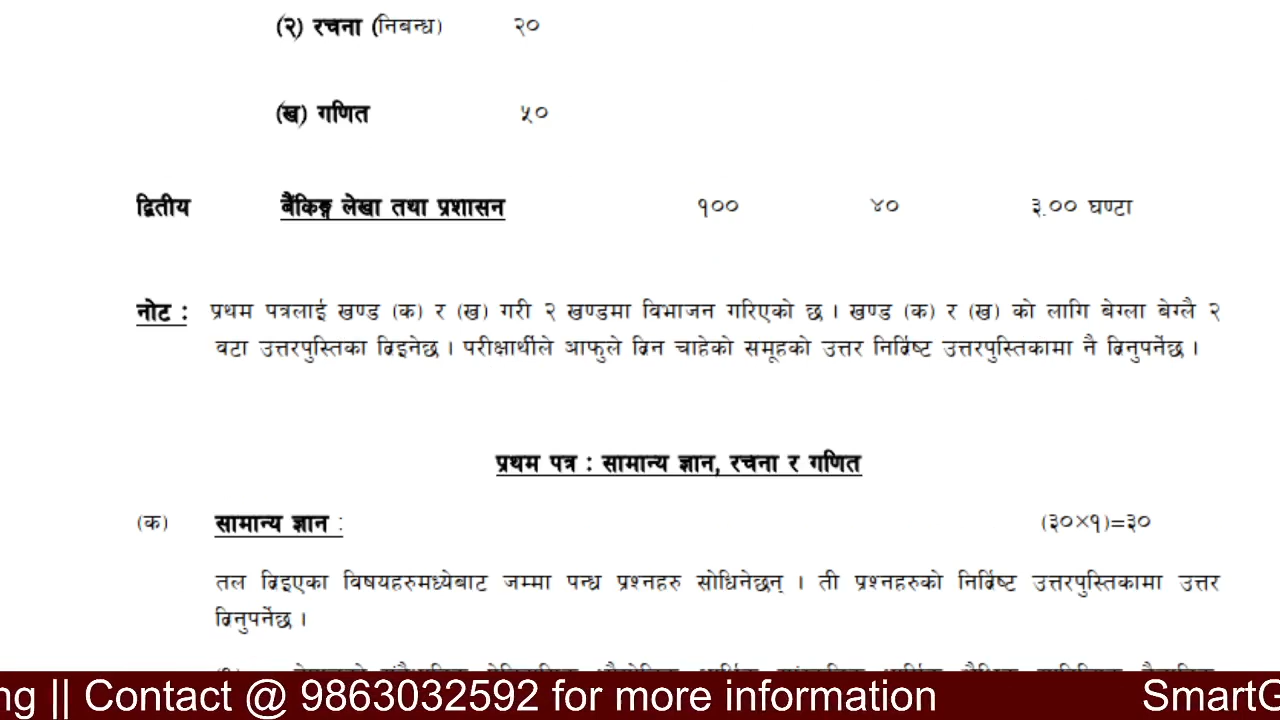 (२) रचना (निबन्ध) २०
(ख) गणित ५०
द्वितीय बैंकिङ्ग लेखा तथा प्रशासन १०० ४० ३.०० घण्टा
नोट : प्रथम पत्रलाई खण्ड (क) र (ख) गरी २ खण्डमा विभाजन गरिएको छ । खण्ड (क) र (ख) को लागि बेग्ला बेग्लै २
वटा उत्तरपुस्तिका दिइनेछ । परीक्षार्थीले आफुले दिन चाहेको समूहको उत्तर निर्दिष्ट उत्तरपुस्तिकामा नै दिनुपर्नेछ ।
प्रथम पत्र : सामान्य ज्ञान, रचना र गणित
(क) सामान्य ज्ञान : (३०×१)=३०
तल दिइएका विषयहरुमध्येबाट जम्मा पन्ध्र प्रश्नहरु सोधिनेछन् । ती प्रश्नहरुको निर्दिष्ट उत्तरपुस्तिकामा उत्तर
दिनुपर्नेछ ।
ng || Contact @ 9863032592 for more information SmartG